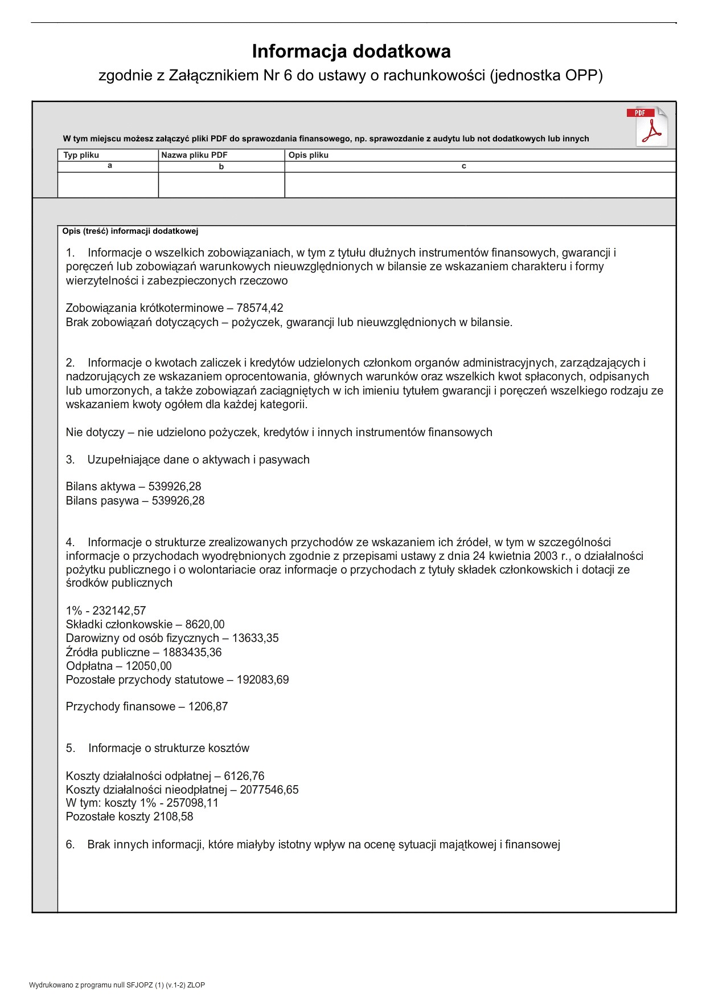 Informacja dodatkowa
zgodnie z Załącznikiem Nr 6 do ustawy o rachunkowości (jednostka OPP)
PDF
W tym miejscu możesz załączyć pliki PDF do sprawozdania finansowego, np. sprawozdanie z audytu lub not dodatkowych lub innych
Typ pliku Nazwa pliku PDF Opis pliku
a b c
Opis (treść) informacji dodatkowej
1. Informacje o wszelkich zobowiązaniach, w tym z tytułu dłużnych instrumentów finansowych, gwarancji i
poręczeń lub zobowiązań warunkowych nieuwzględnionych w bilansie ze wskazaniem charakteru i formy
wierzytelności i zabezpieczonych rzeczowo
Zobowiązania krótkoterminowe – 78574,42
Brak zobowiązań dotyczących – pożyczek, gwarancji lub nieuwzględnionych w bilansie.
2. Informacje o kwotach zaliczek i kredytów udzielonych członkom organów administracyjnych, zarządzających i
nadzorujących ze wskazaniem oprocentowania, głównych warunków oraz wszelkich kwot spłaconych, odpisanych
lub umorzonych, a także zobowiązań zaciągniętych w ich imieniu tytułem gwarancji i poręczeń wszelkiego rodzaju ze
wskazaniem kwoty ogółem dla każdej kategorii.
Nie dotyczy – nie udzielono pożyczek, kredytów i innych instrumentów finansowych
3. Uzupełniające dane o aktywach i pasywach
Bilans aktywa – 539926,28
Bilans pasywa – 539926,28
4. Informacje o strukturze zrealizowanych przychodów ze wskazaniem ich źródeł, w tym w szczególności
informacje o przychodach wyodrębnionych zgodnie z przepisami ustawy z dnia 24 kwietnia 2003 r., o działalności
pożytku publicznego i o wolontariacie oraz informacje o przychodach z tytuły składek członkowskich i dotacji ze
środków publicznych
1% - 232142,57
Składki członkowskie – 8620,00
Darowizny od osób fizycznych – 13633,35
Źródła publiczne – 1883435,36
Odpłatna – 12050,00
Pozostałe przychody statutowe – 192083,69
Przychody finansowe – 1206,87
5. Informacje o strukturze kosztów
Koszty działalności odpłatnej – 6126,76
Koszty działalności nieodpłatnej – 2077546,65
W tym: koszty 1% - 257098,11
Pozostałe koszty 2108,58
6. Brak innych informacji, które miałyby istotny wpływ na ocenę sytuacji majątkowej i finansowej
Wydrukowano z programu null SFJOPZ (1) (v.1-2) ZLOP